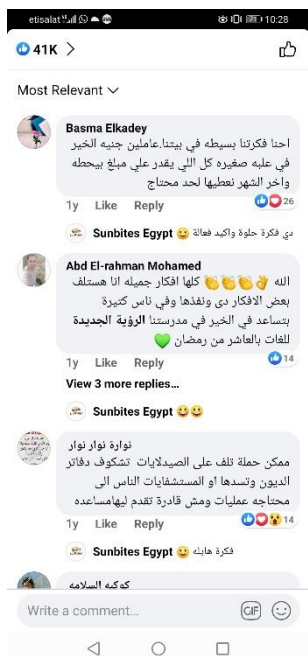 etisalat 10:28
41K
Most Relevant
Basma Elkadey
احنا فكرتنا بسيطه في بيتنا.عاملين جنيه الخير
في علبه صغيره كل اللي يقدر علي مبلغ بيحطه
واخر الشهر نعطيها لحد محتاج
1y Like Reply 26
Sunbites Egypt 😀 دي فكرة حلوة واكيد فعالة
Abd El-rahman Mohamed
الله 👌👏👏👏 كلها افكار جميله انا هستلف
بعض الافكار دى ونفذها وفي ناس كتيرة
بتساعد في الخير في مدرستنا الرؤية الجديدة
للغات بالعاشر من رمضان 💚
1y Like Reply 14
View 3 more replies...
Sunbites Egypt 😀😀
نوارة نوار نوار
ممكن حملة تلف على الصيدلايات تشكوف دفاتر
الديون وتسدها او المستشفايات الناس الى
محتاجه عمليات ومش قادرة تقدم ليهامساعده
1y Like Reply 14
Sunbites Egypt 😀 فكرة هايلة
كوكبه السلامه
Write a comment...
GIF